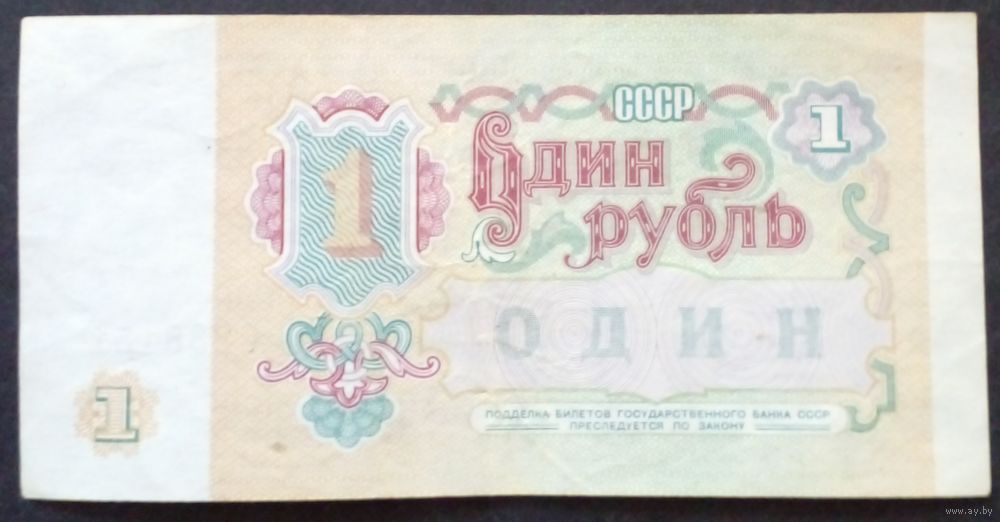 СССР
1
1
Один
рубль
ОДИН
1
ПОДДЕЛКА БИЛЕТОВ ГОСУДАРСТВЕННОГО БАНКА СССР
ПРЕСЛЕДУЕТСЯ ПО ЗАКОНУ
www.ay.by